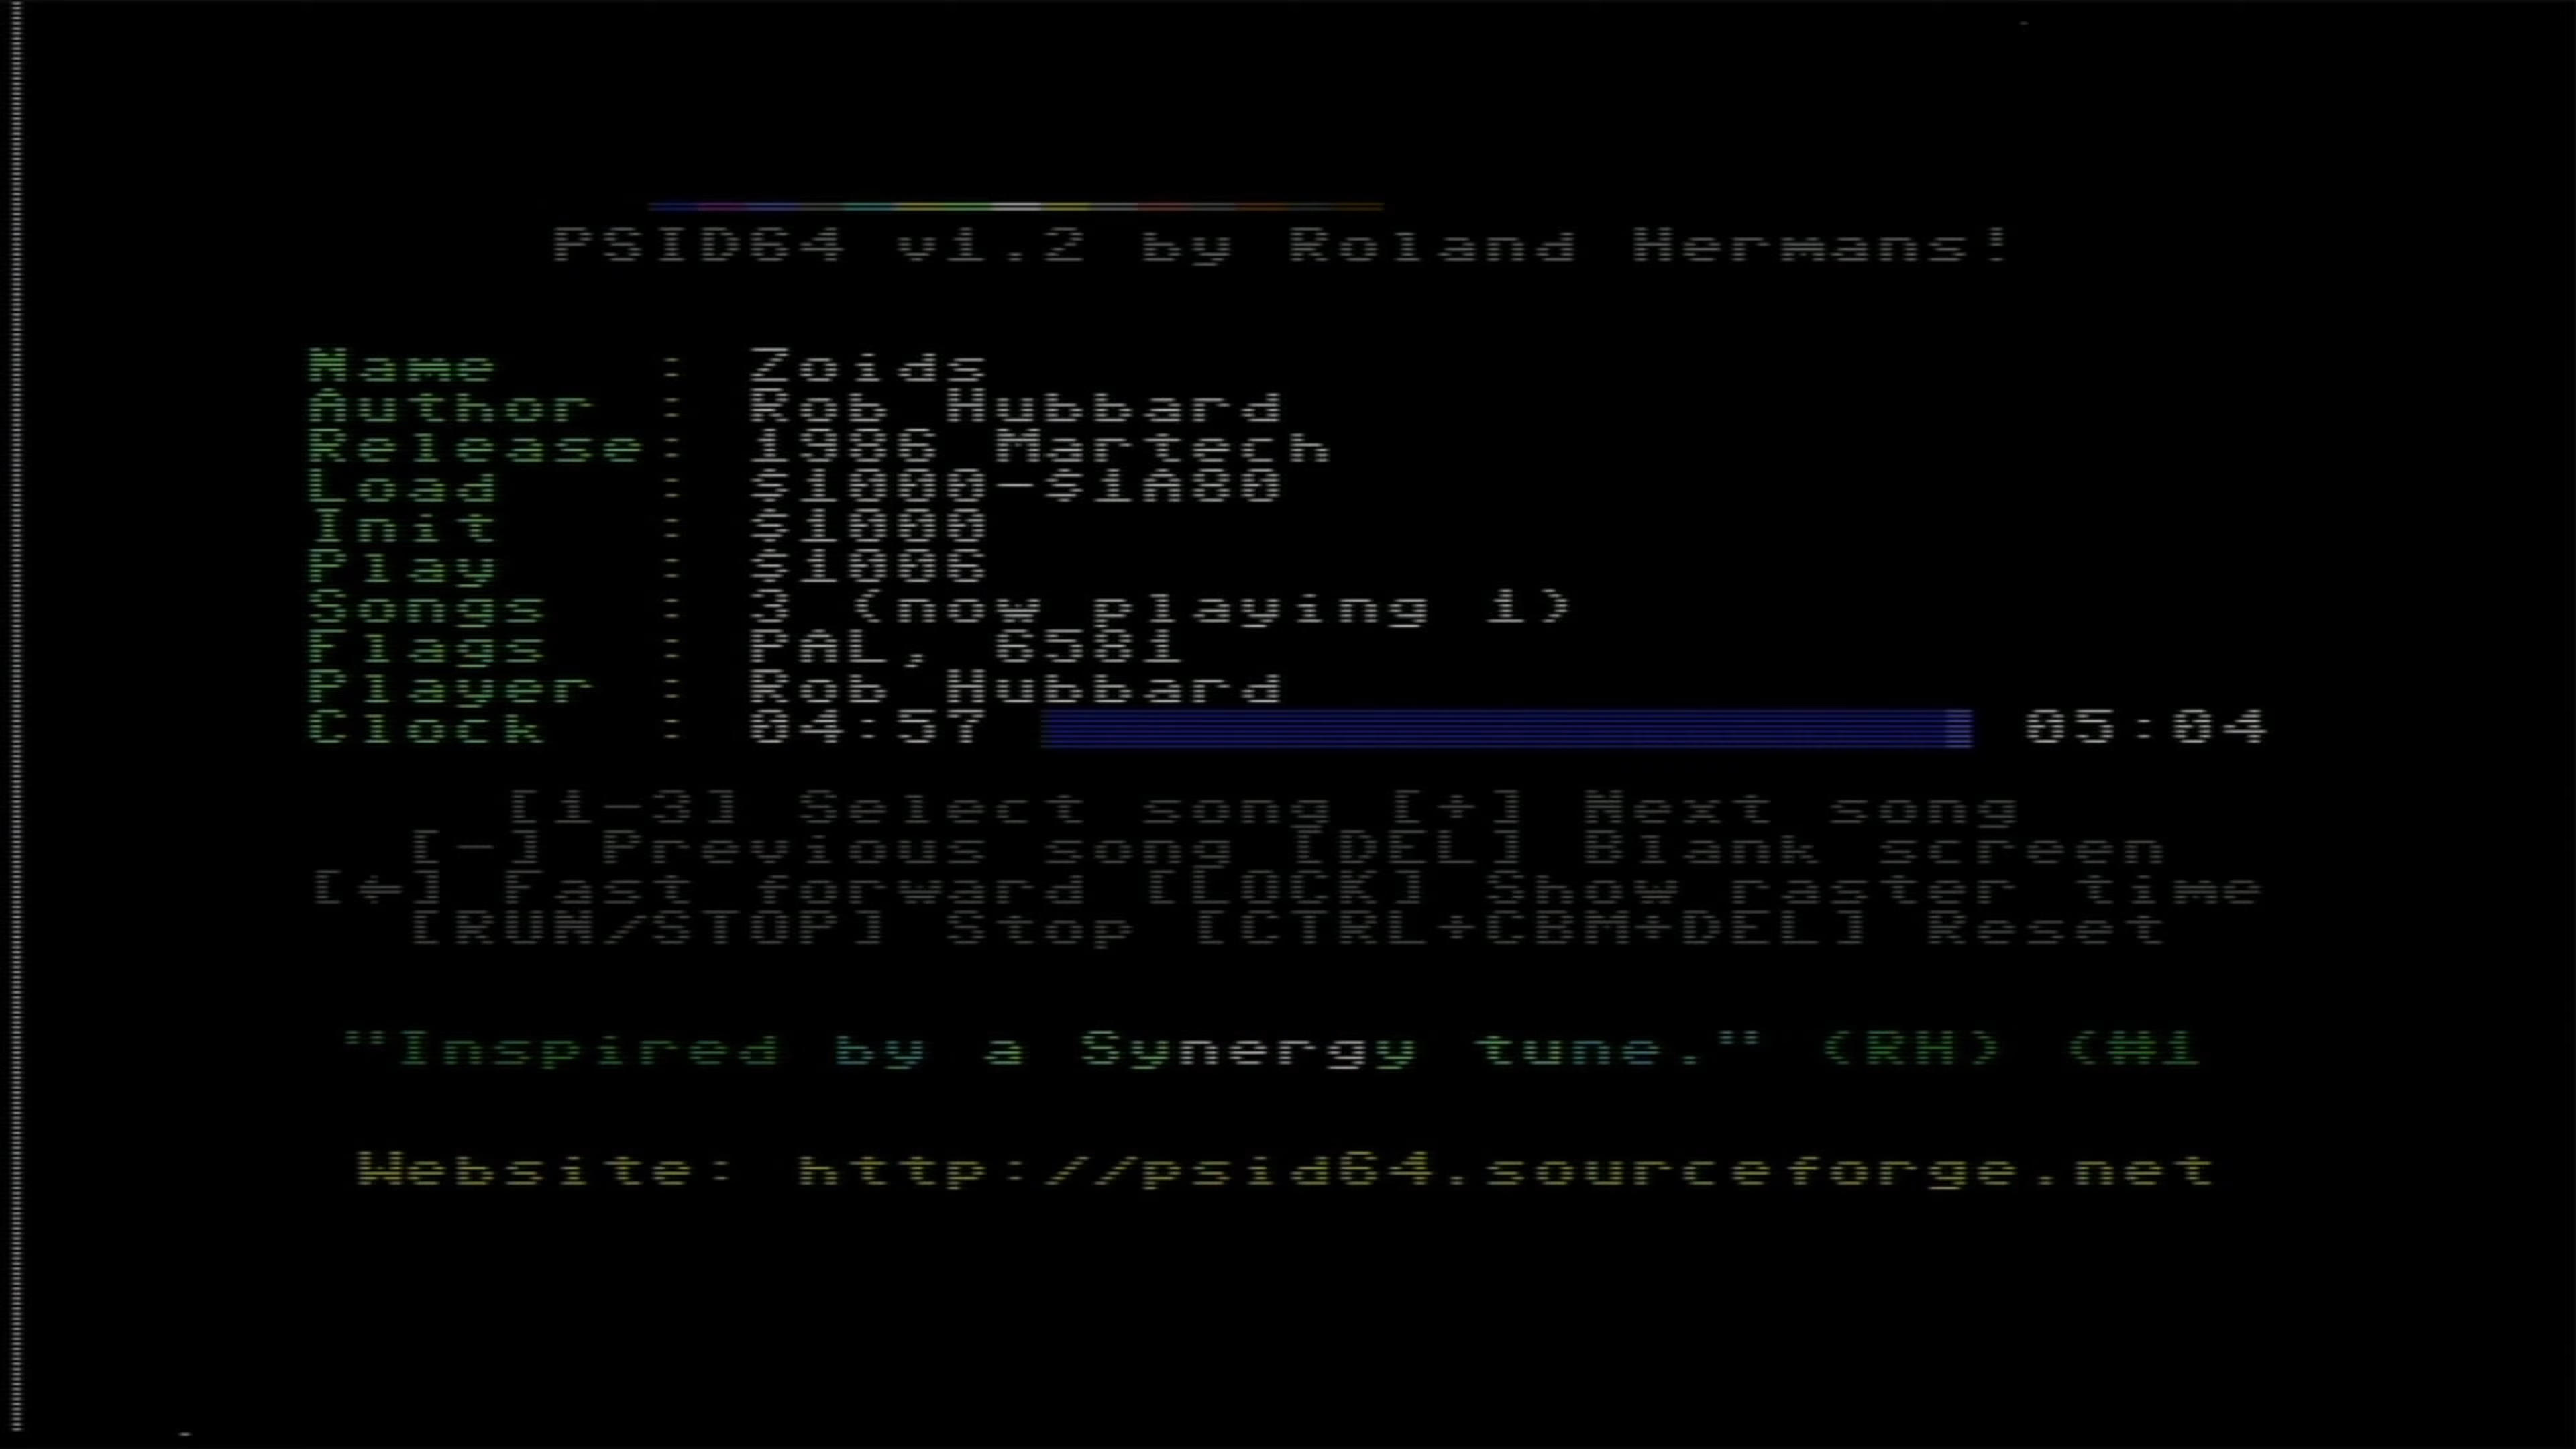 PSID64 v1.2 by Roland Hermans!
Name : Zoids
Author : Rob Hubbard
Release : 1986 Martech
Load : $1000-$1A80
Init : $1000
Play : $1006
Songs : 3 (now playing 1)
Flags : PAL, 6581
Player : Rob Hubbard
Clock : 04:57 05:04
[1-3] Select song [+] Next song
[-] Previous song [DEL] Blank screen
[←] Fast forward [LOCK] Show raster time
[RUN/STOP] Stop [CTRL+CBM+DEL] Reset
"Inspired by a Synergy tune." (RH) (#1
Website: http://psid64.sourceforge.net